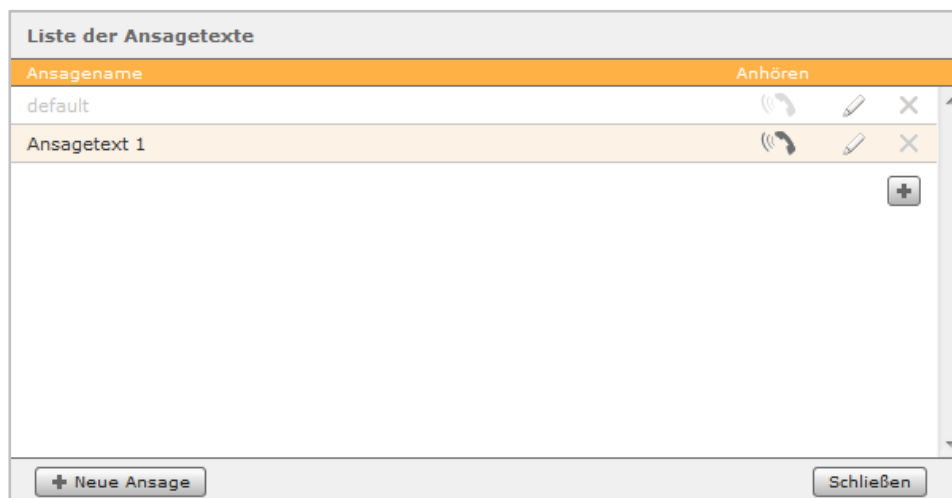 Liste der Ansagetexte
Ansagename Anhören
default
Ansagetext 1
Neue Ansage Schließen